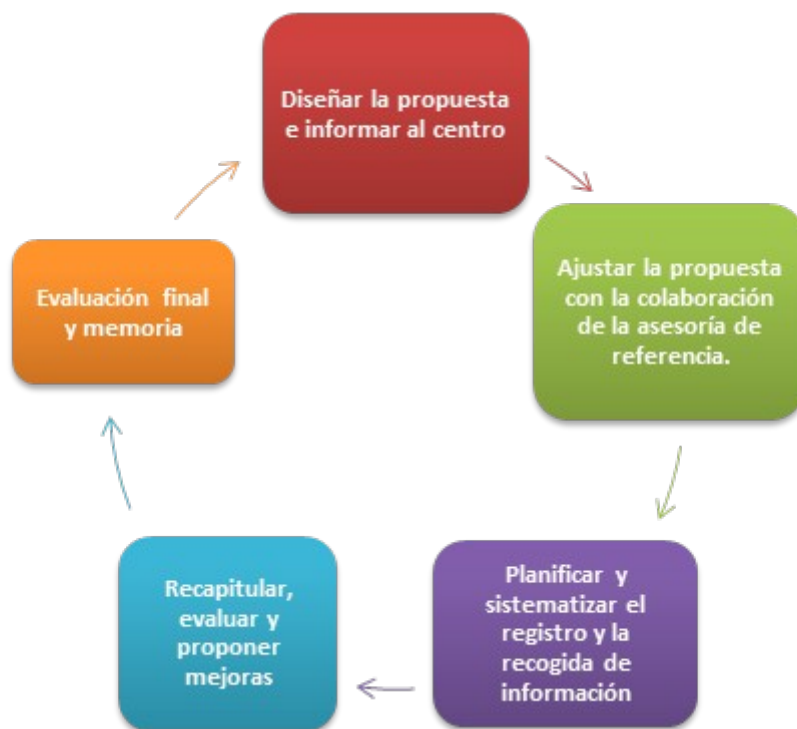 Diseñar la propuesta
e informar al centro
Ajustar la propuesta
con la colaboración
de la asesoría de
referencia.
Planificar y
sistematizar el
registro y la
recogida de
información
Recapitular,
evaluar y
proponer
mejoras
Evaluación final
y memoria